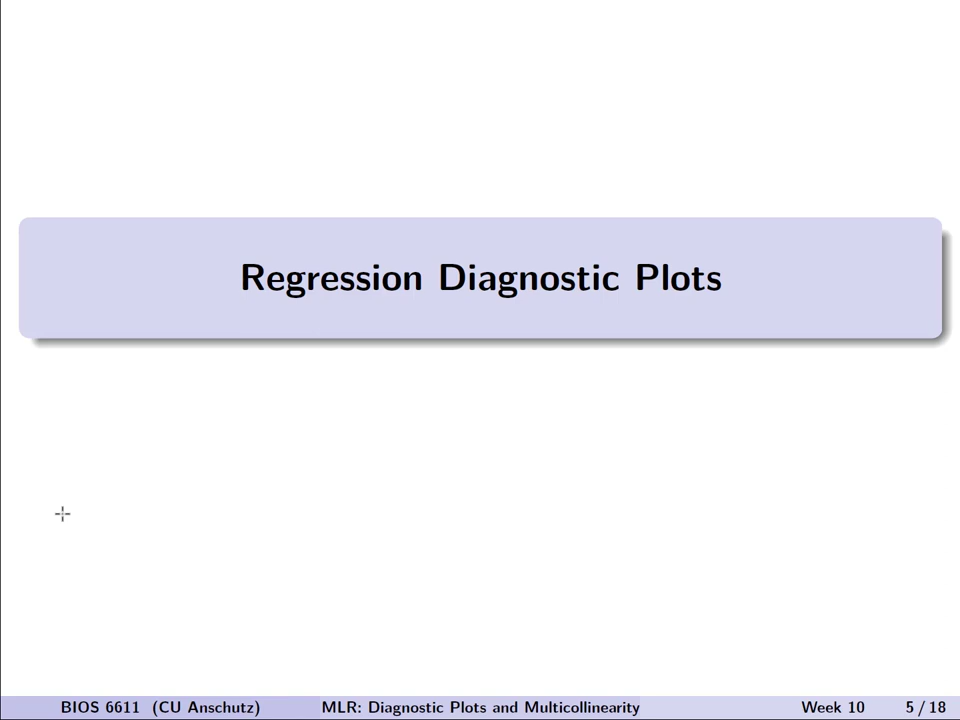 Regression Diagnostic Plots
BIOS 6611 (CU Anschutz) MLR: Diagnostic Plots and Multicollinearity Week 10 5 / 18